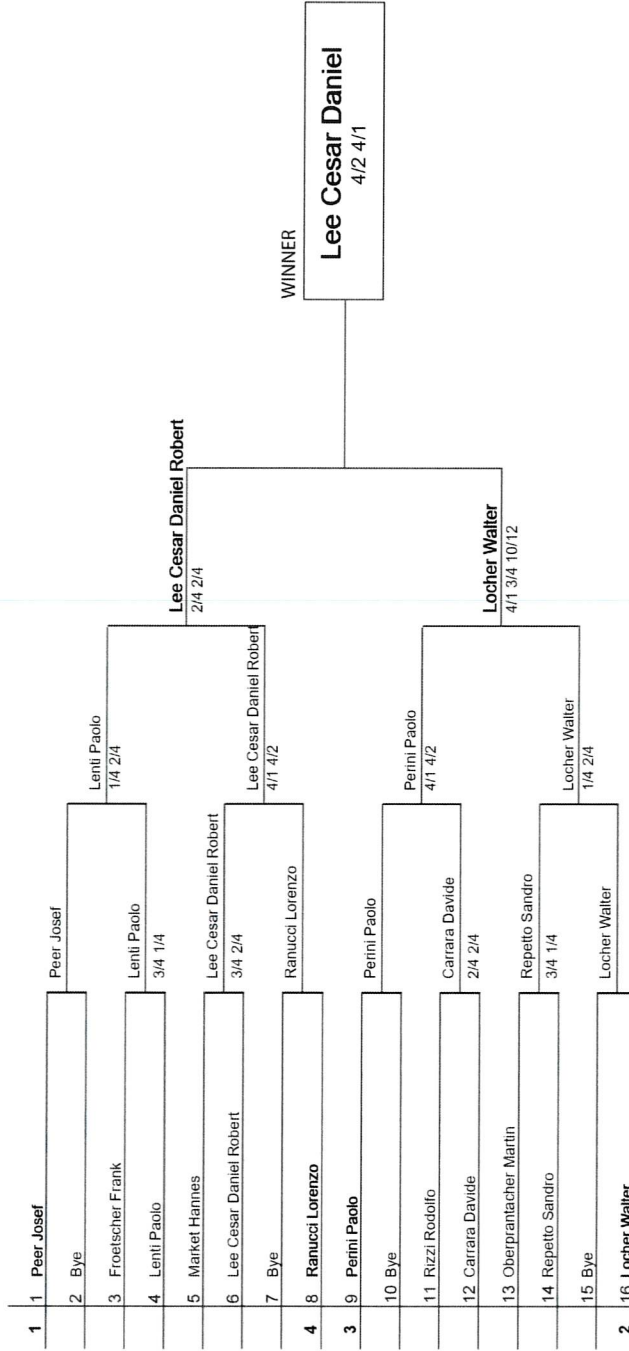 1 1 Peer Josef
2 Bye
3 Froetscher Frank
4 Lenti Paolo
5 Market Hannes
6 Lee Cesar Daniel Robert
7 Bye
4 8 Ranucci Lorenzo
3 9 Perini Paolo
10 Bye
11 Rizzi Rodolfo
12 Carrara Davide
13 Oberprantacher Martin
14 Repetto Sandro
15 Bye
2 16 Locher Walter
Peer Josef
Lenti Paolo
3/4 1/4
Lee Cesar Daniel Robert
3/4 2/4
Ranucci Lorenzo
Perini Paolo
Carrara Davide
2/4 2/4
Repetto Sandro
3/4 1/4
Locher Walter
Lenti Paolo
1/4 2/4
Lee Cesar Daniel Robert
4/1 4/2
Perini Paolo
4/1 4/2
Locher Walter
1/4 2/4
Lee Cesar Daniel Robert
2/4 2/4
Locher Walter
4/1 3/4 10/12
WINNER
Lee Cesar Daniel
4/2 4/1